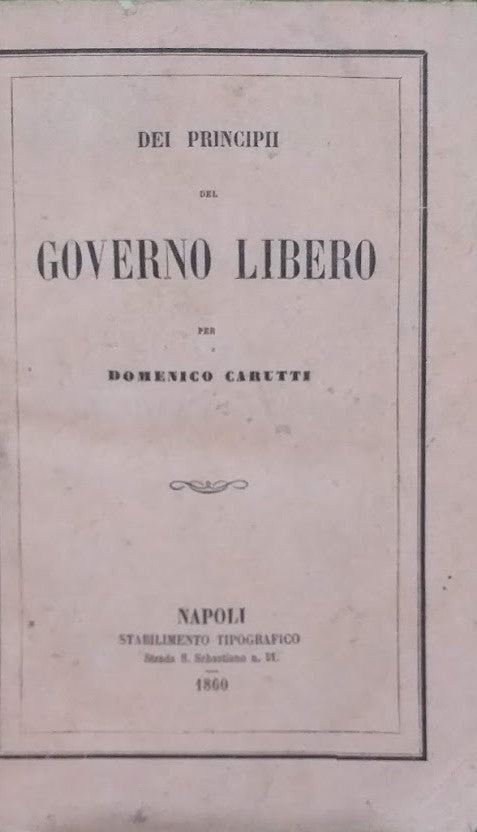 DEI PRINCIPII
DEL
GOVERNO LIBERO
PER
DOMENICO CARUTTI
NAPOLI
STABILIMENTO TIPOGRAFICO
Strada S. Sebastiano n. 51.
1860